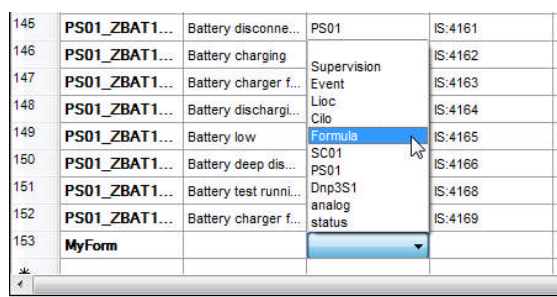 145 PS01_ZBAT1... Battery disconne... PS01 IS:4161
146 PS01_ZBAT1... Battery charging IS:4162
147 PS01_ZBAT1... Battery charger f... IS:4163
148 PS01_ZBAT1... Battery dischargi... IS:4164
149 PS01_ZBAT1... Battery low IS:4165
150 PS01_ZBAT1... Battery deep dis... IS:4166
151 PS01_ZBAT1... Battery test runni... IS:4168
152 PS01_ZBAT1... Battery charger f... IS:4169
153 MyForm
Supervision
Event
Lioc
Cilo
Formula
SC01
PS01
Dnp3S1
analog
status